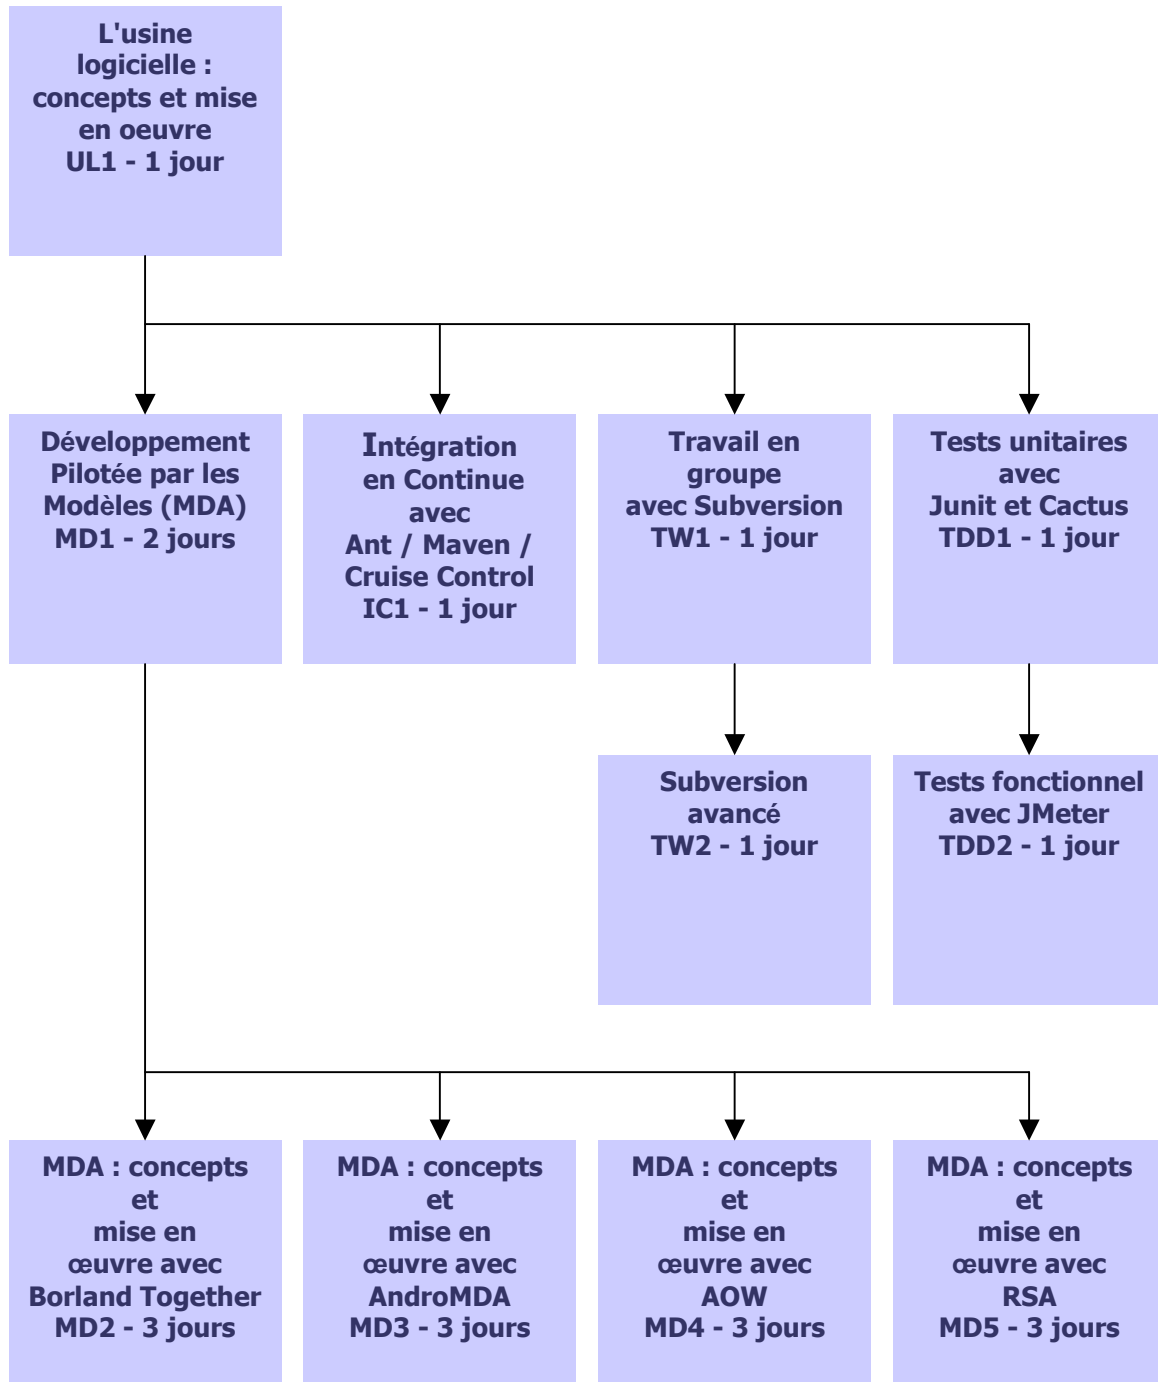 L'usine
logicielle :
concepts et mise
en oeuvre
UL1 - 1 jour
Développement
Pilotée par les
Modèles (MDA)
MD1 - 2 jours
Intégration
en Continue
avec
Ant / Maven /
Cruise Control
IC1 - 1 jour
Travail en
groupe
avec Subversion
TW1 - 1 jour
Tests unitaires
avec
Junit et Cactus
TDD1 - 1 jour
Subversion
avancé
TW2 - 1 jour
Tests fonctionnel
avec JMeter
TDD2 - 1 jour
MDA : concepts
et
mise en
œuvre avec
Borland Together
MD2 - 3 jours
MDA : concepts
et
mise en
œuvre avec
AndroMDA
MD3 - 3 jours
MDA : concepts
et
mise en
œuvre avec
AOW
MD4 - 3 jours
MDA : concepts
et
mise en
œuvre avec
RSA
MD5 - 3 jours